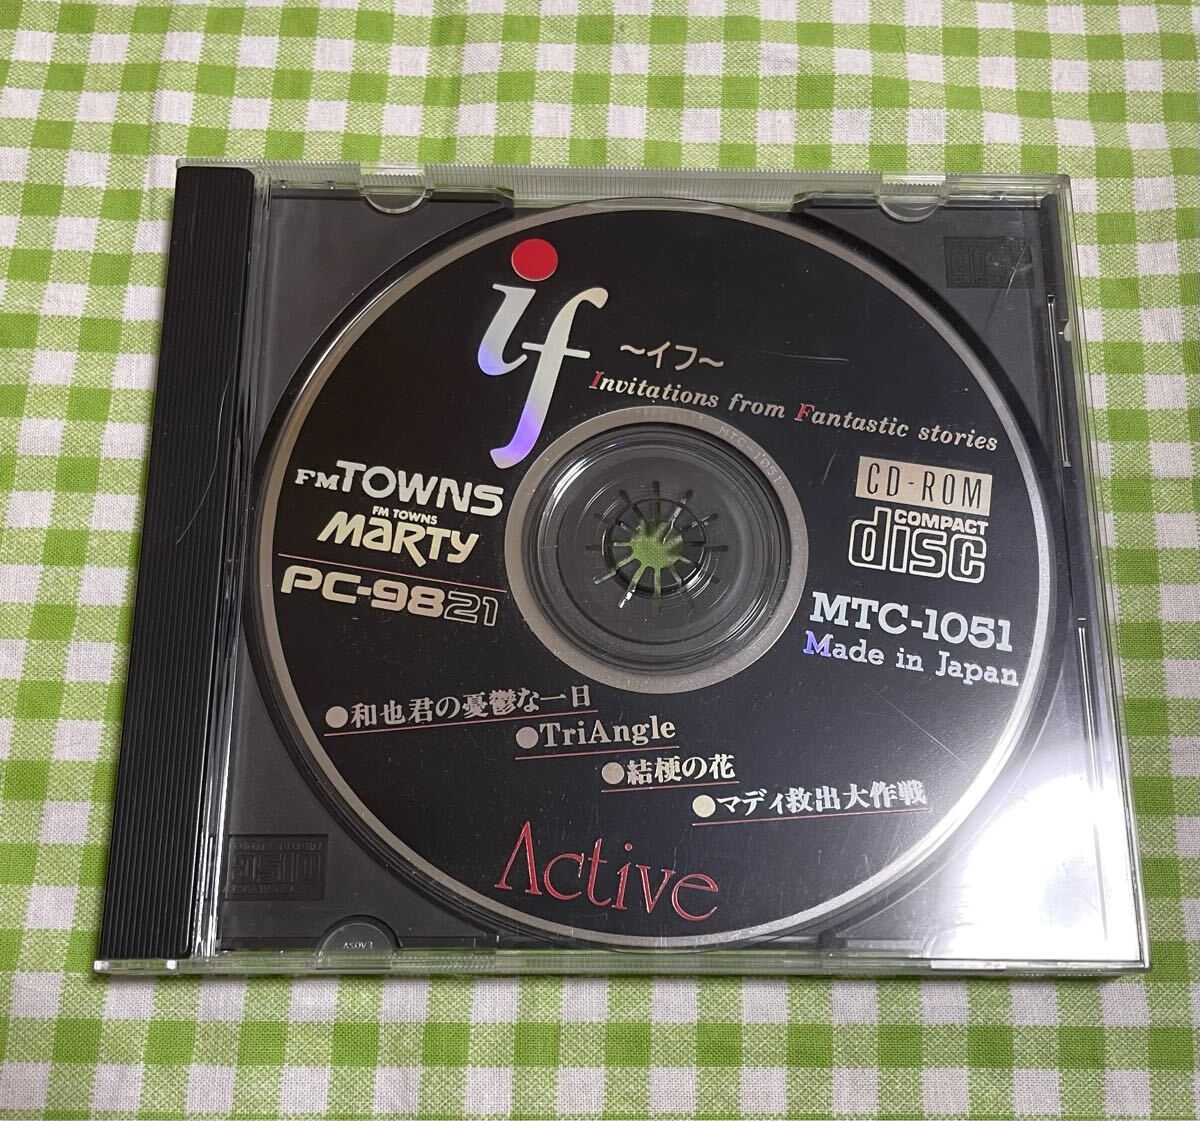 if
～イフ～
Invitations from Fantastic stories
FM TOWNS
FM TOWNS
MARTY
PC-9821
MTC-1051
CD-ROM
COMPACT
disc
MTC-1051
Made in Japan
●和也君の憂鬱な一日
●TriAngle
●結梗の花
●マディ救出大作戦
Active